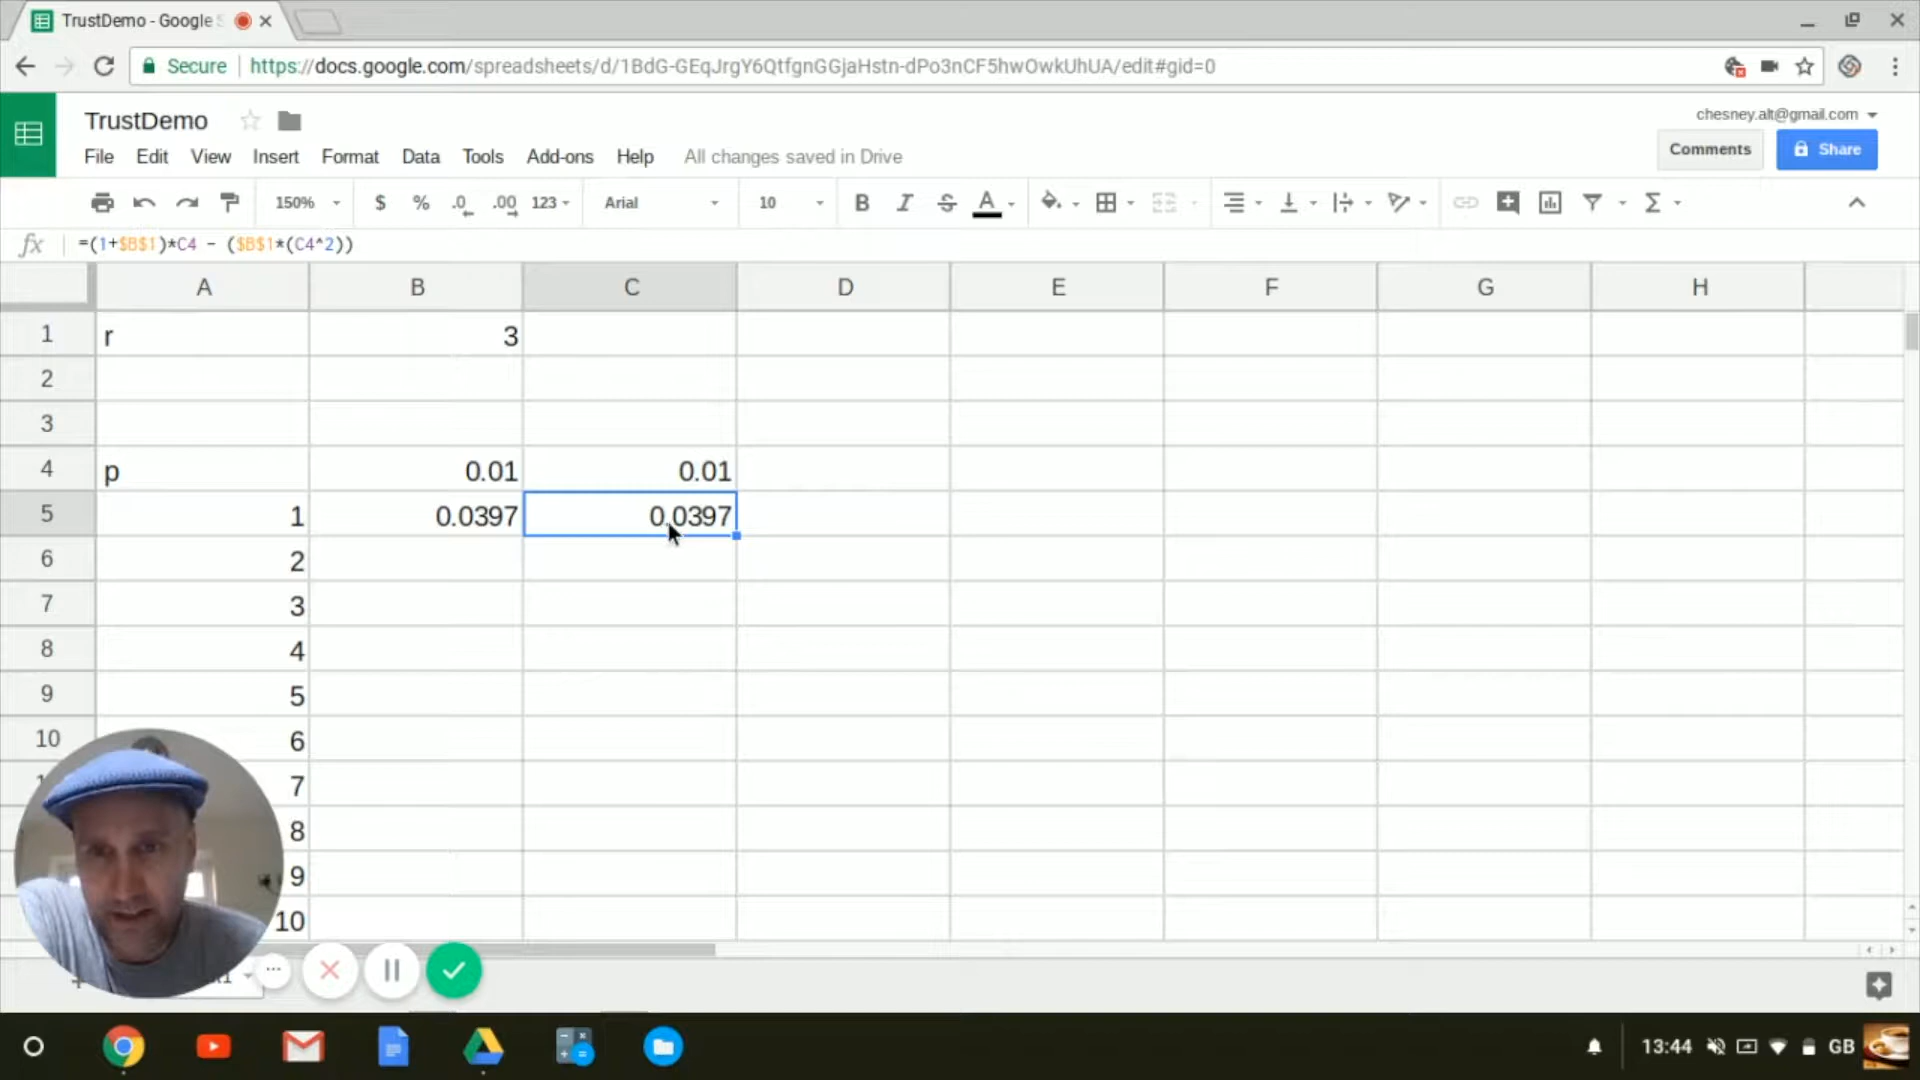 TrustDemo - Google S
Secure https://docs.google.com/spreadsheets/d/1BdG-GEqJrgY6QtfgnGGjaHstn-dPo3nCF5hwOwkUhUA/edit#gid=0
TrustDemo
chesney.alt@gmail.com
File Edit View Insert Format Data Tools Add-ons Help All changes saved in Drive
Comments Share
150% $ % .0 .00 123 Arial 10 B I S A Σ
fx =(1+$B$1)*C4 - ($B$1*(C4^2))
A B C D E F G H
1 r 3
2
3
4 p 0.01 0.01
5 1 0.0397 0.0397
6 2
7 3
8 4
9 5
10 6
7
8
9
10
13:44 GB